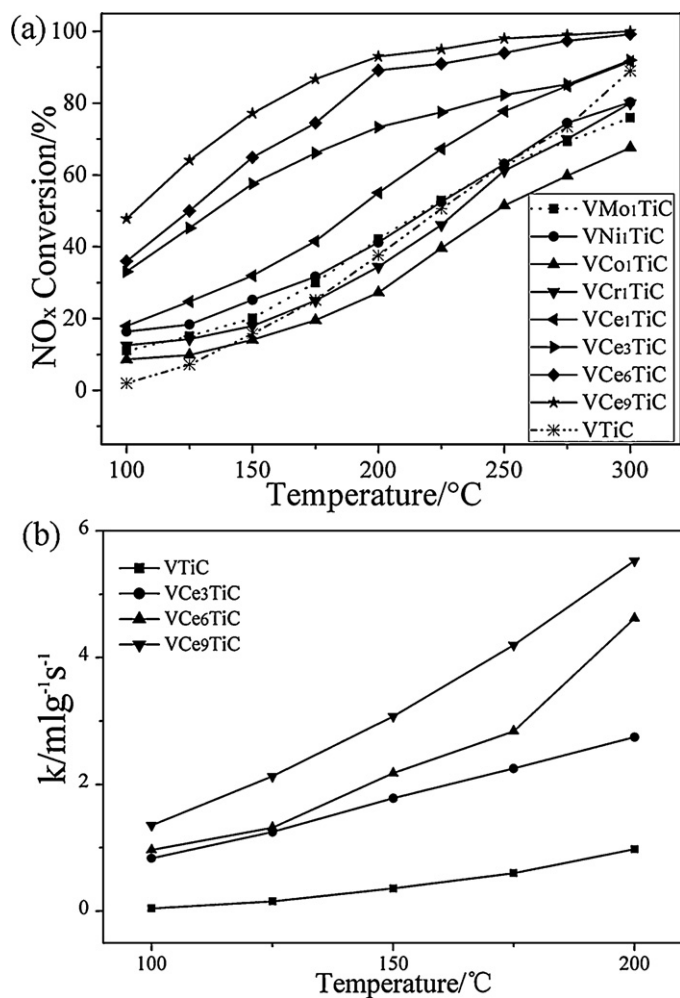 (a)
100
80
60
40
20
0
NOx Conversion/%
VMo1TiC
VNi1TiC
VCo1TiC
VCr1TiC
VCe1TiC
VCe3TiC
VCe6TiC
VCe9TiC
VTiC
100 150 200 250 300
Temperature/°C
(b)
6
4
2
0
k/mlg-1s-1
VTiC
VCe3TiC
VCe6TiC
VCe9TiC
100 150 200
Temperature/℃